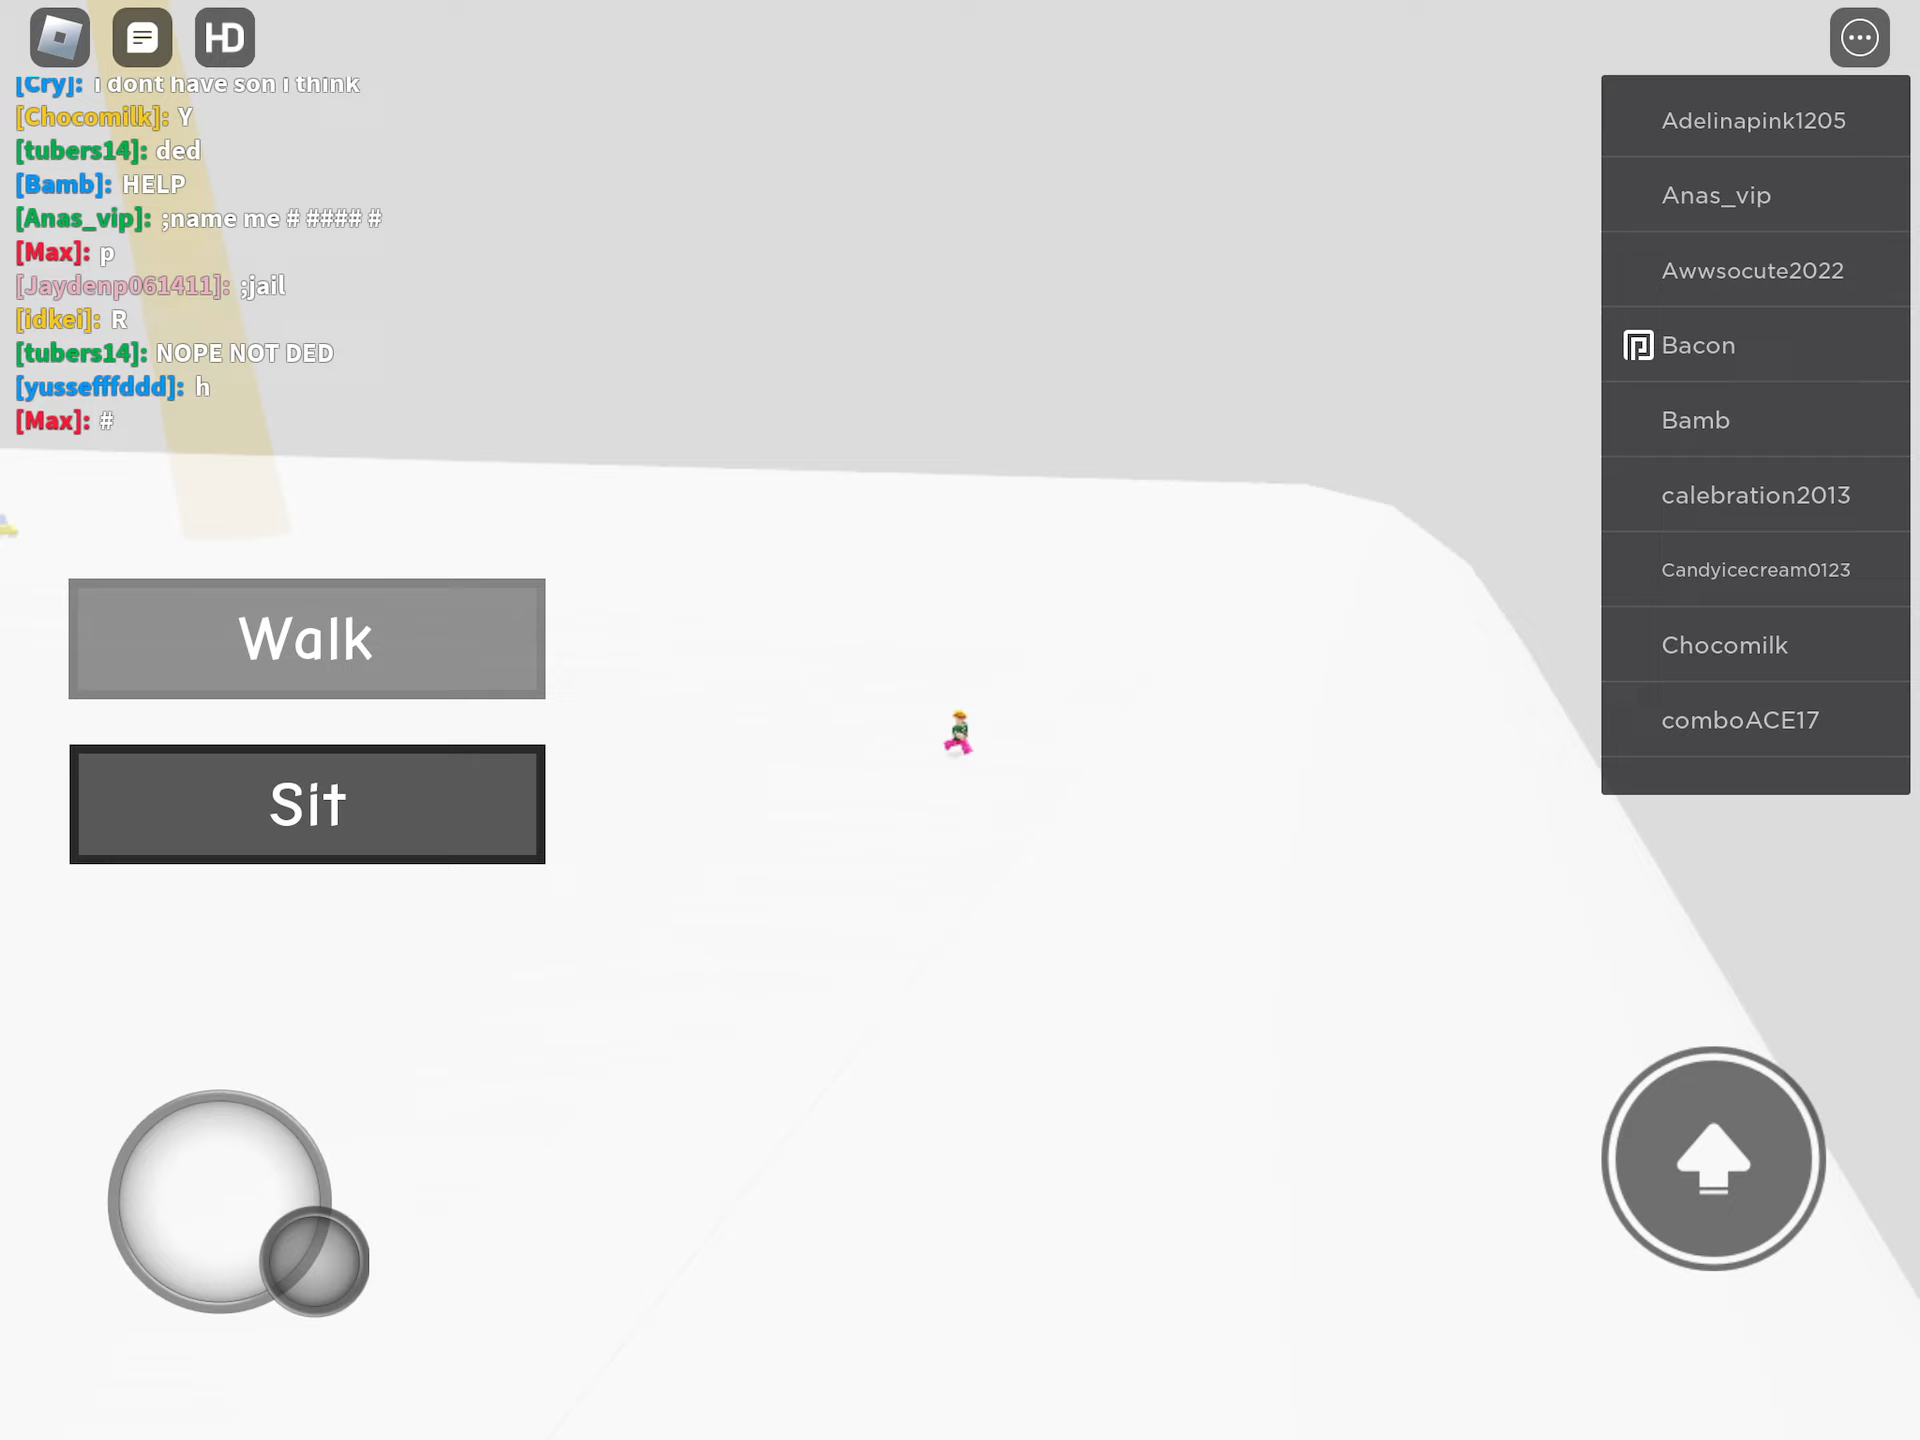 HD
[Cry]: i dont have son i think
[Chocomilk]: Y
[tubers14]: ded
[Bamb]: HELP
[Anas_vip]: ;name me # #### #
[Max]: p
[Jaydenp061411]: ;jail
[idkei]: R
[tubers14]: NOPE NOT DED
[yussefffddd]: h
[Max]: #
Walk
Sit
Adelinapink1205
Anas_vip
Awwsocute2022
Bacon
Bamb
calebration2013
Candyicecream0123
Chocomilk
comboACE17